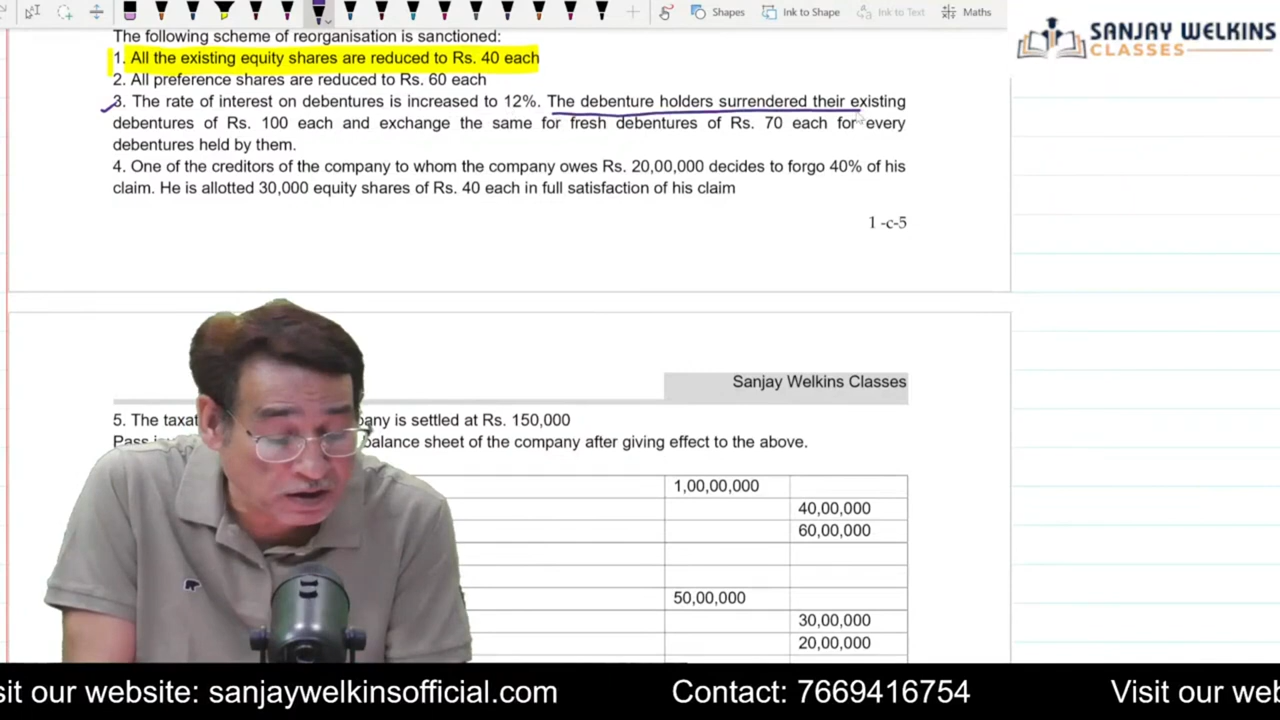 Shapes
Ink to Shape
Ink to Text
Maths
SANJAY WELKINS
CLASSES
The following scheme of reorganisation is sanctioned:
1. All the existing equity shares are reduced to Rs. 40 each
2. All preference shares are reduced to Rs. 60 each
3. The rate of interest on debentures is increased to 12%. The debenture holders surrendered their existing
debentures of Rs. 100 each and exchange the same for fresh debentures of Rs. 70 each for every
debentures held by them.
4. One of the creditors of the company to whom the company owes Rs. 20,00,000 decides to forgo 40% of his
claim. He is allotted 30,000 equity shares of Rs. 40 each in full satisfaction of his claim
1 -c-5
Sanjay Welkins Classes
5. The is settled at Rs. 150,000
balance sheet of the company after giving effect to the above.
1,00,00,000
40,00,000
60,00,000
50,00,000
30,00,000
20,00,000
sit our website: sanjaywelkinsofficial.com Contact: 7669416754 Visit our web